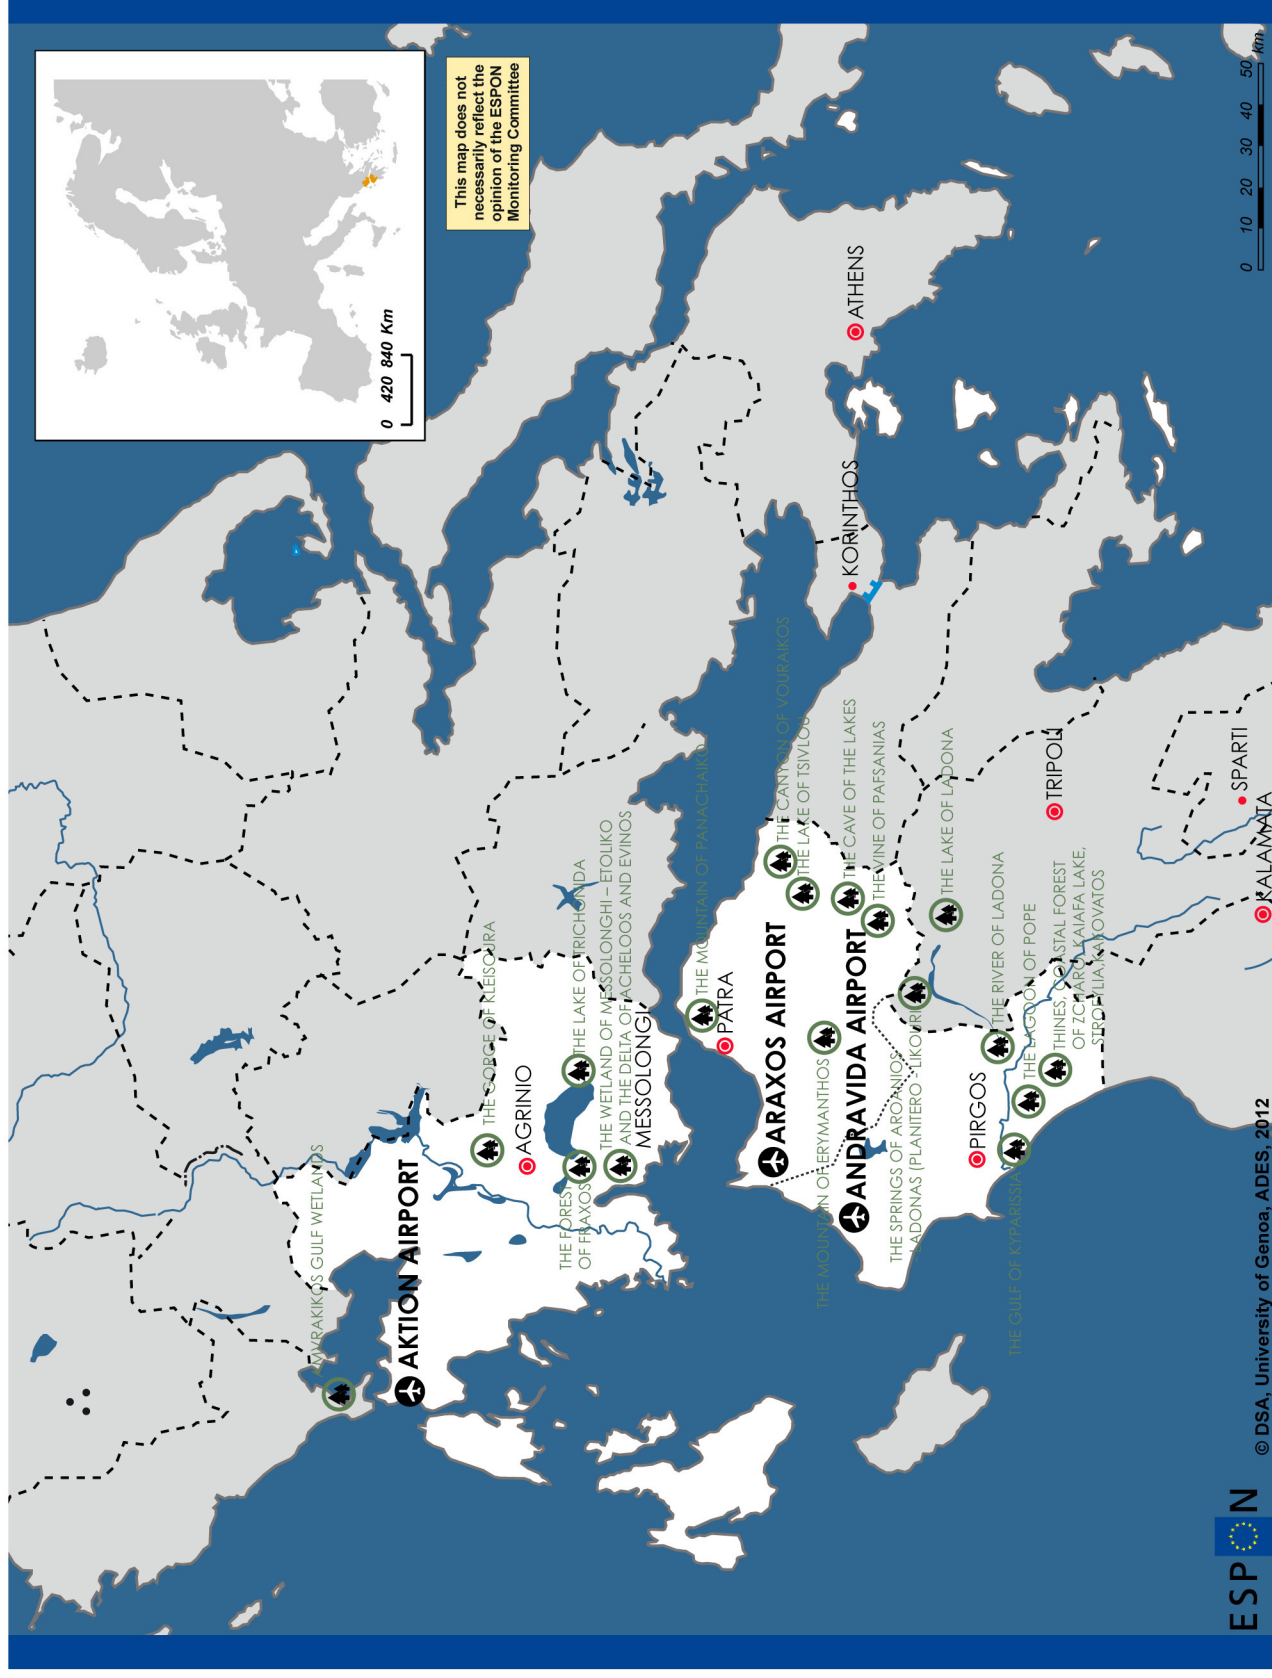 This map does not
necessarily reflect the
opinion of the ESPON
Monitoring Committee
0 420 840 Km
AMVRAKIKOS GULF WETLANDS
AKTION AIRPORT
THE GORGE OF KLEISOURA
AGRINIO
THE FOREST
OF FRAXOS
THE LAKE OF TRICHONIDA
THE WETLAND OF MESSOLONGHI – ETOLIKO
AND THE DELTA OF ACHELOOS AND EVINOS
MESSOLONGI
THE MOUNTAIN OF PANACHAIKO
PATRA
ARAXOS AIRPORT
THE CANYON OF VOURAIKOS
THE LAKE OF TSIVLOU
THE MOUNTAIN OF ERYMANTHOS
THE CAVE OF THE LAKES
ANDRAVIDA AIRPORT
THE VINE OF PAFSANIAS
THE SPRINGS OF AROANIOS
- LADONAS (PLANITERO - LIKOURI
THE LAKE OF LADONA
PIRGOS
THE RIVER OF LADONA
THE GULF OF KYPARISSIA
THE LAGOON OF POPE
THINES, COASTAL FOREST
OF ZCHARO, KAIAFA LAKE,
STROFYLIA,KAKOVATOS
KORINTHOS
ATHENS
TRIPOLI
SPARTI
KALAMATA
0 10 20 30 40 50 km
ESPON
© DSA, University of Genoa, ADES, 2012